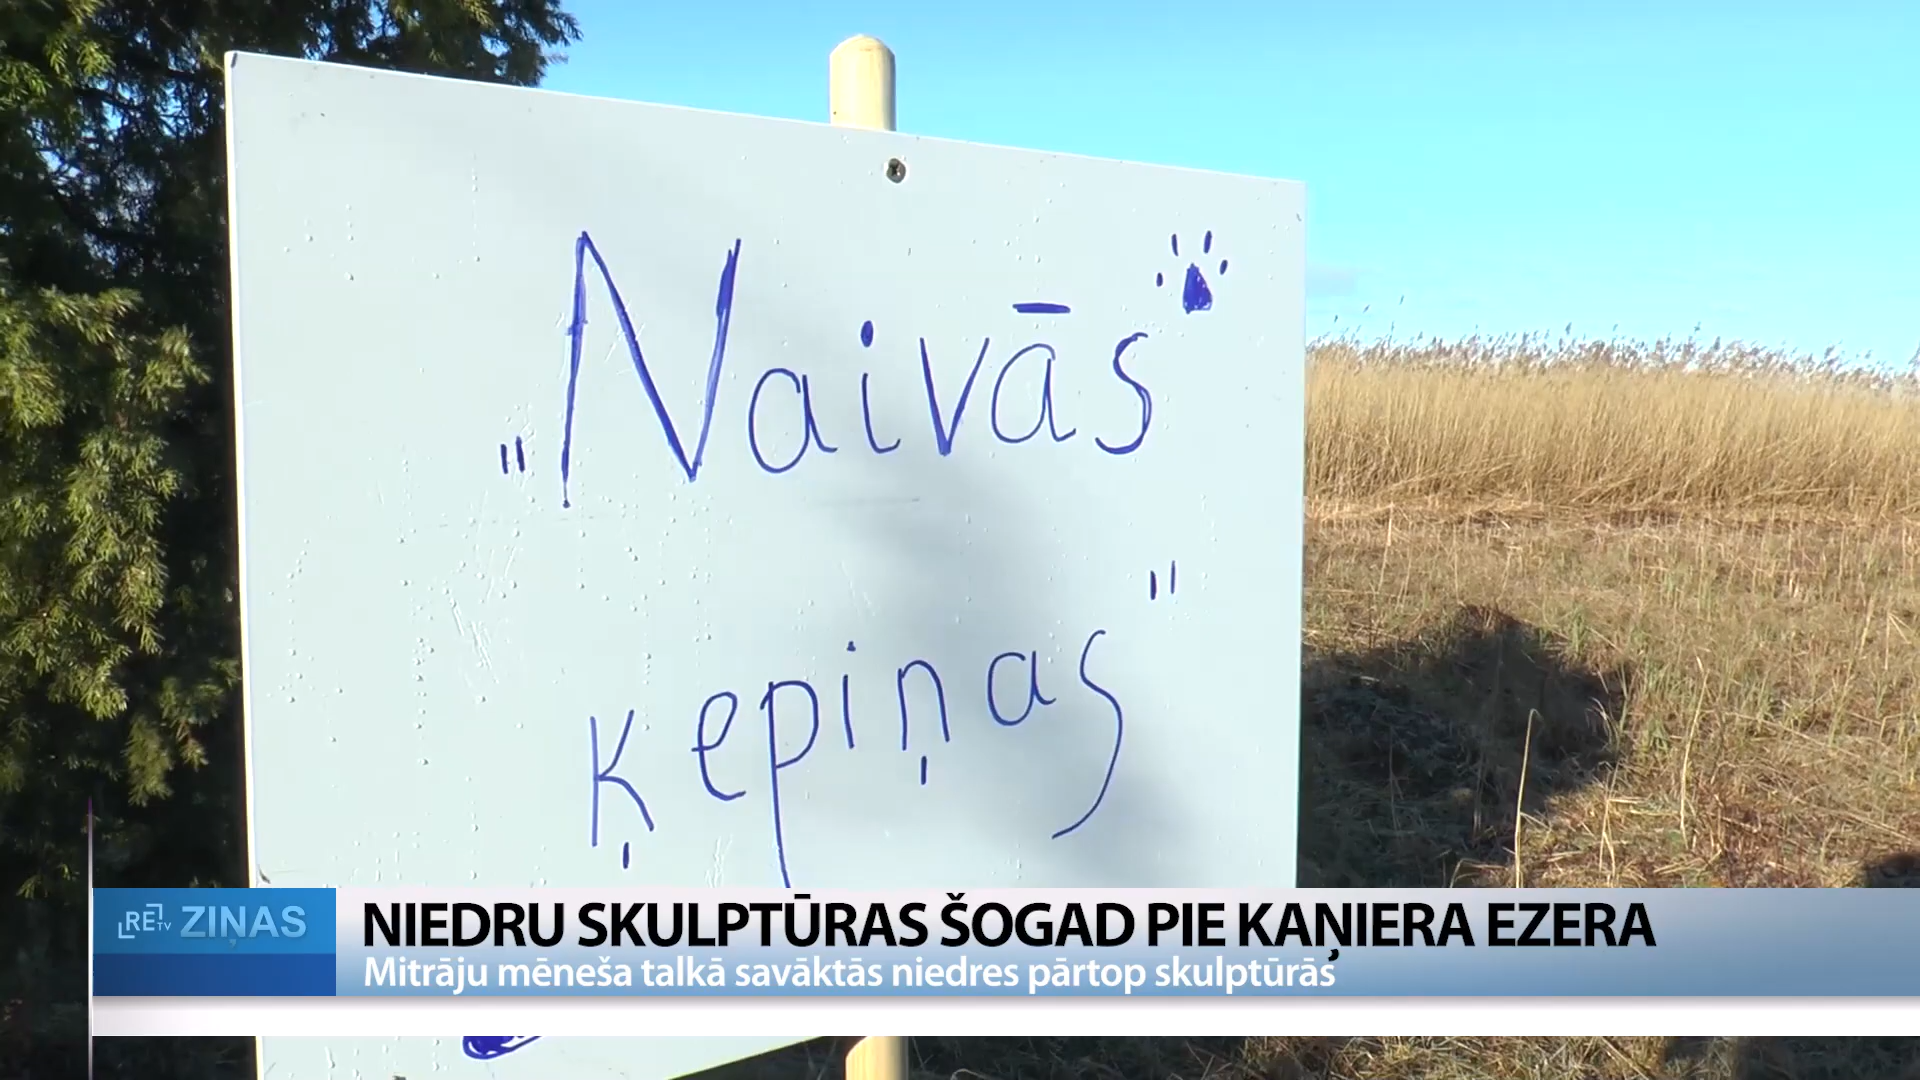 „Naivās
ķepiņas"
RE TV ZIŅAS
NIEDRU SKULPTŪRAS ŠOGAD PIE KAŅIERA EZERA
Mitrāju mēneša talkā savāktās niedres pārtop skulptūrās